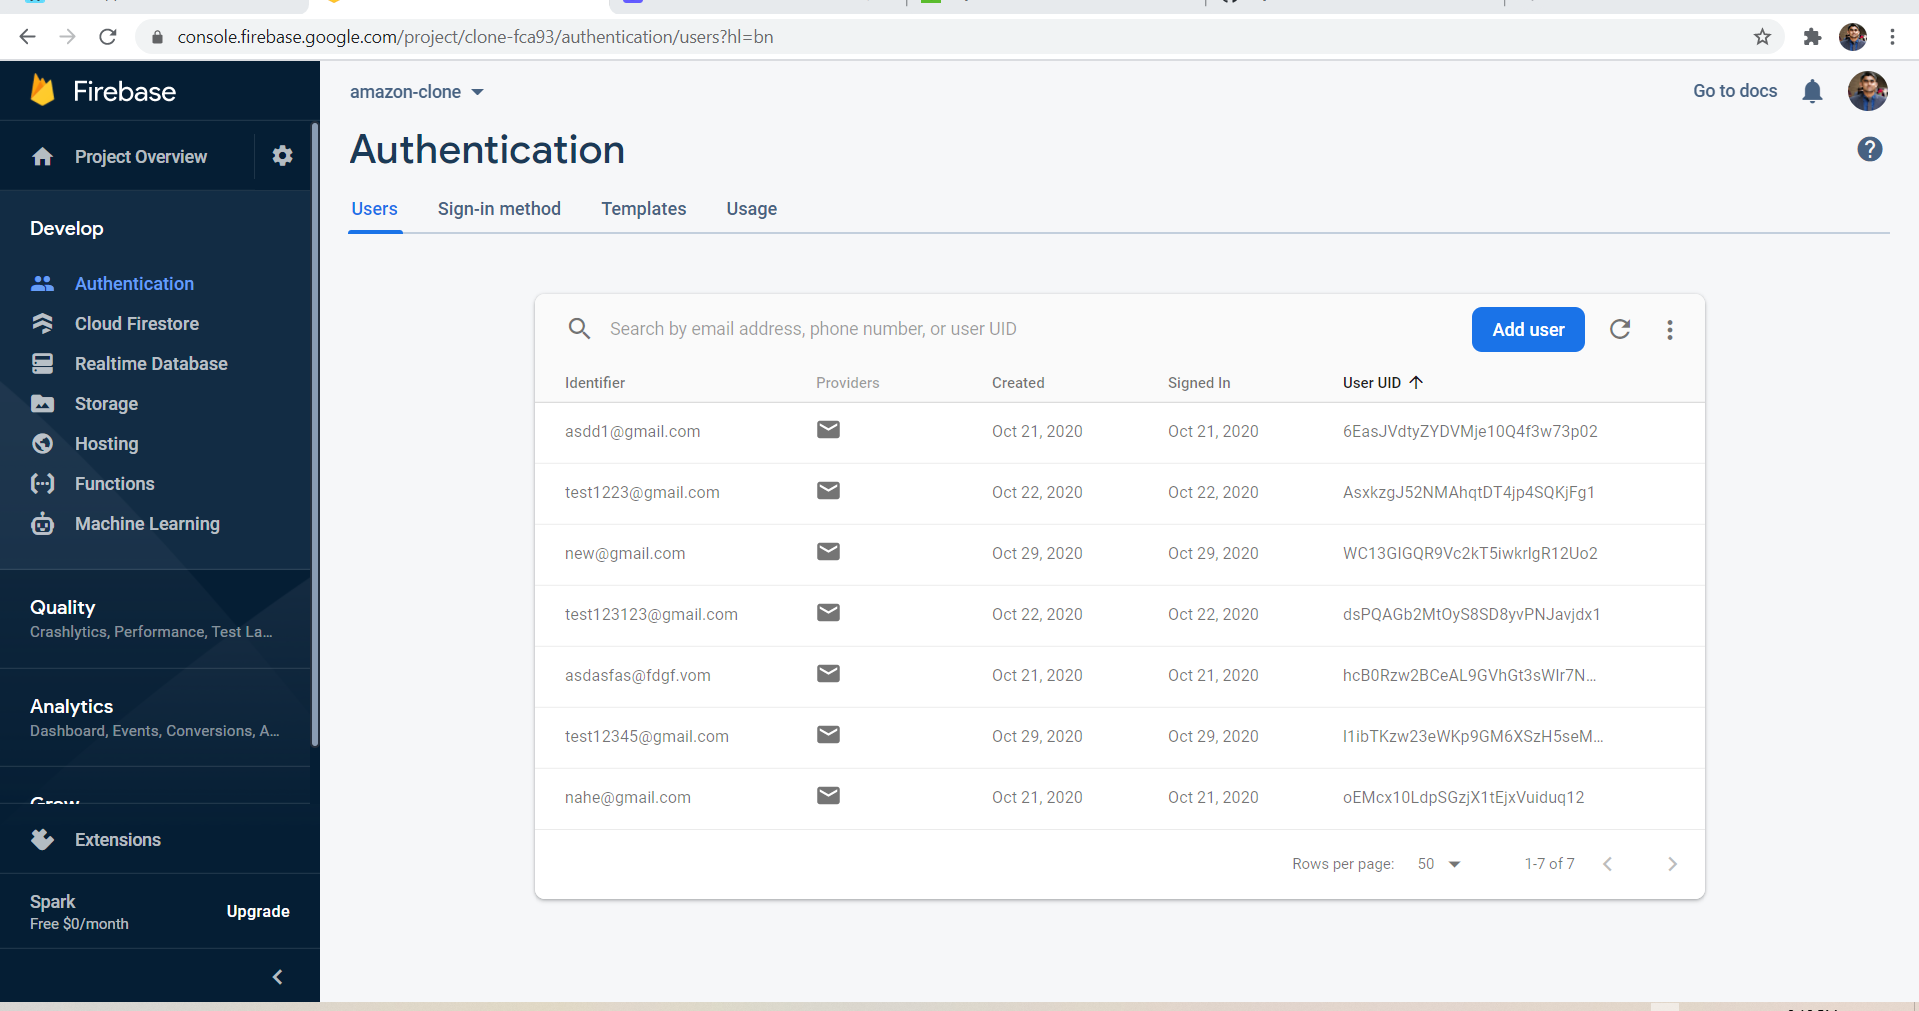 console.firebase.google.com/project/clone-fca93/authentication/users?hl=bn
Firebase
Project Overview
Develop
Authentication
Cloud Firestore
Realtime Database
Storage
Hosting
Functions
Machine Learning
Quality
Crashlytics, Performance, Test La...
Analytics
Dashboard, Events, Conversions, A...
Grow
Extensions
Spark
Free $0/month
Upgrade
amazon-clone
Go to docs
Authentication
Users Sign-in method Templates Usage
Search by email address, phone number, or user UID
Add user
Identifier Providers Created Signed In User UID
asdd1@gmail.com Oct 21, 2020 Oct 21, 2020 6EasJVdtyZYDVMje10Q4f3w73p02
test1223@gmail.com Oct 22, 2020 Oct 22, 2020 AsxkzgJ52NMAhqtDT4jp4SQKjFg1
new@gmail.com Oct 29, 2020 Oct 29, 2020 WC13GIGQR9Vc2kT5iwkrlgR12Uo2
test123123@gmail.com Oct 22, 2020 Oct 22, 2020 dsPQAGb2MtOyS8SD8yvPNJavjdx1
asdasfas@fdgf.vom Oct 21, 2020 Oct 21, 2020 hcB0Rzw2BCeAL9GVhGt3sWlr7N...
test12345@gmail.com Oct 29, 2020 Oct 29, 2020 l1ibTKzw23eWKp9GM6XSzH5seM...
nahe@gmail.com Oct 21, 2020 Oct 21, 2020 oEMcx10LdpSGzjX1tEjxVuiduq12
Rows per page: 50 1-7 of 7